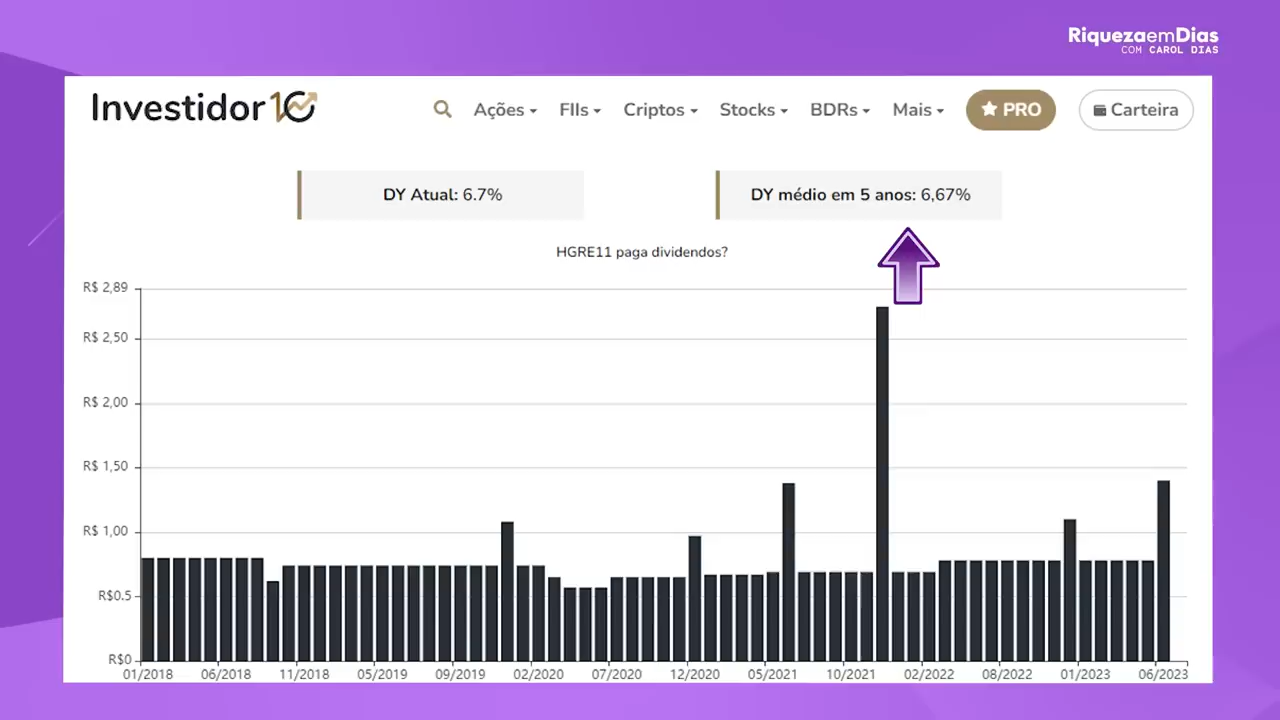 RiquezaemDias
COM CAROL DIAS
Investidor10
Ações FIIs Criptos Stocks BDRs Mais PRO Carteira
DY Atual: 6.7% DY médio em 5 anos: 6,67%
HGRE11 paga dividendos?
R$ 2,89
R$ 2,50
R$ 2,00
R$ 1,50
R$ 1,00
R$0.5
R$0
01/2018 06/2018 11/2018 05/2019 09/2019 02/2020 07/2020 12/2020 05/2021 10/2021 02/2022 08/2022 01/2023 06/2023